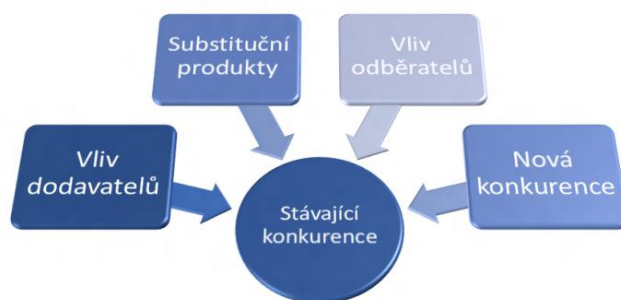 Substituční
produkty
Vliv
odběratelů
Vliv
dodavatelů
Nová
konkurence
Stávající
konkurence